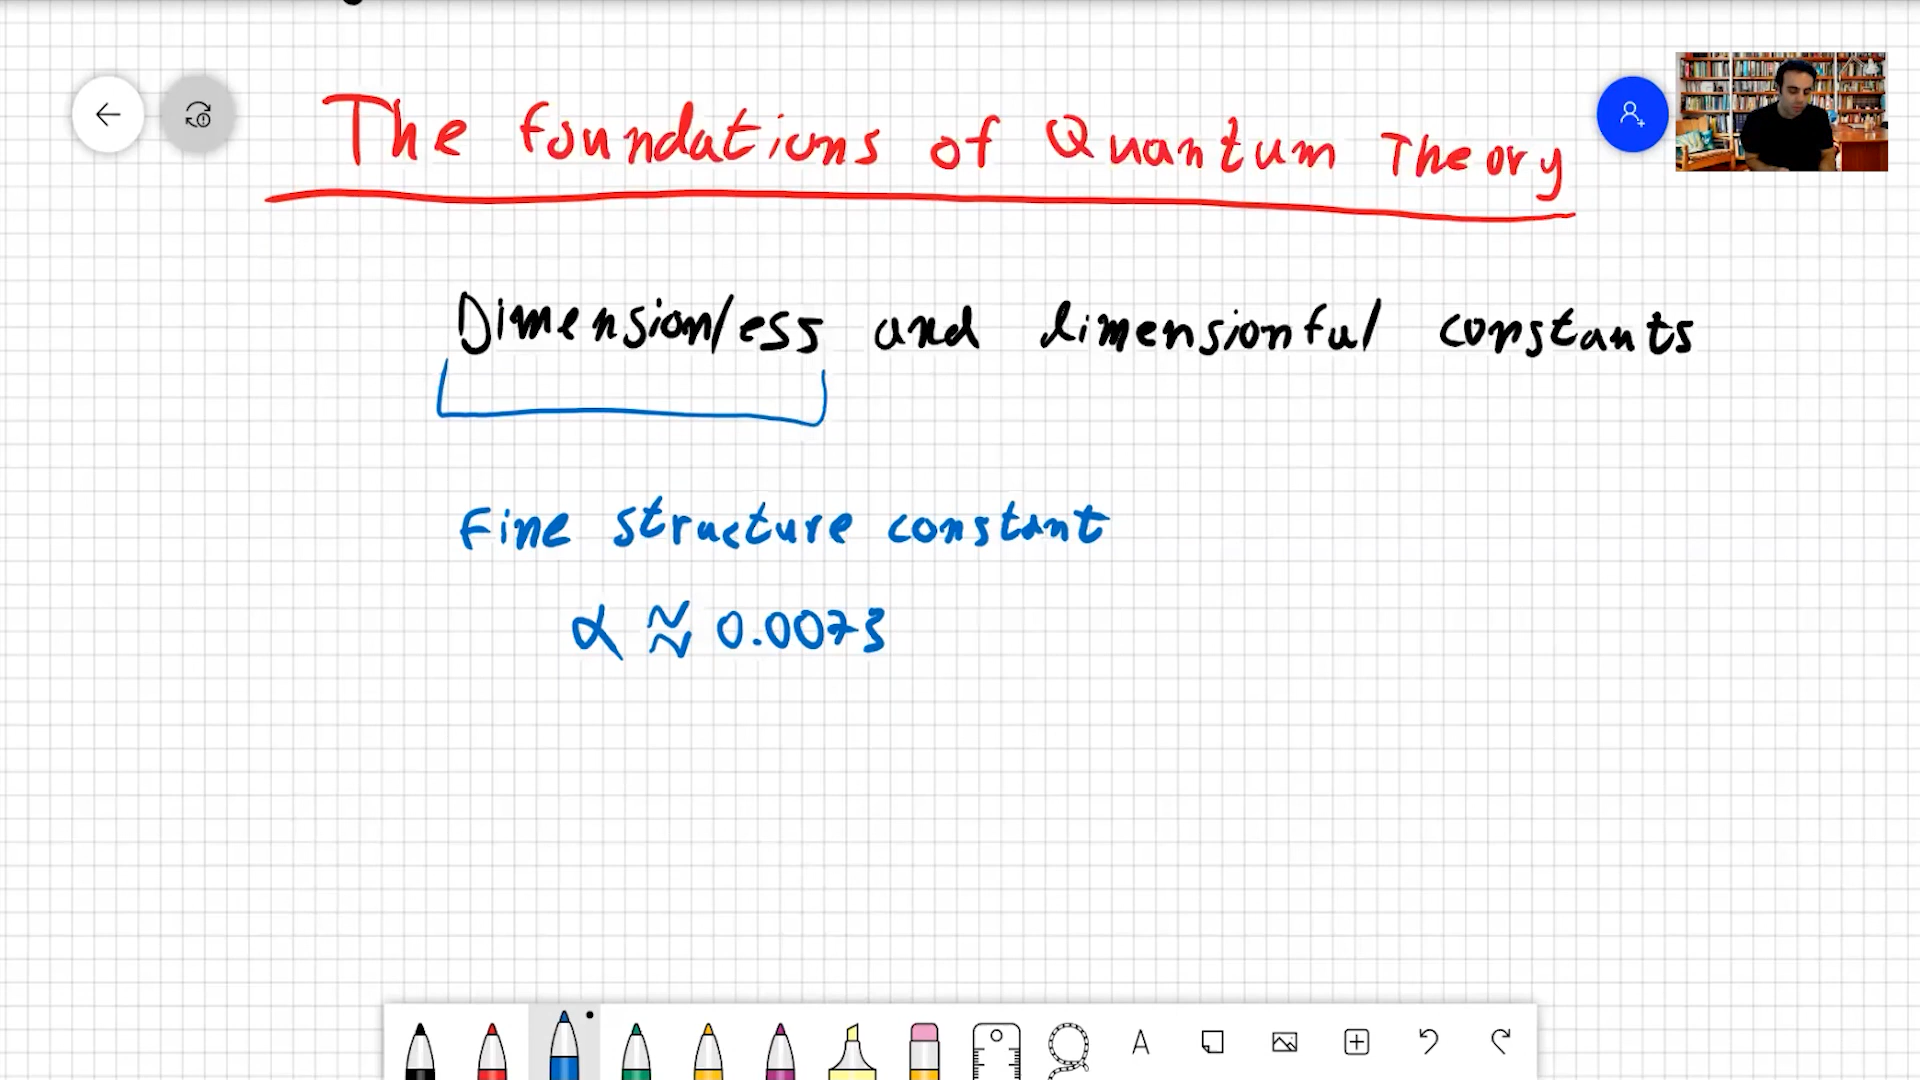 The Foundations of Quantum Theory
Dimensionless and dimensionful constants
Fine structure constant
α ≈ 0.0073
A